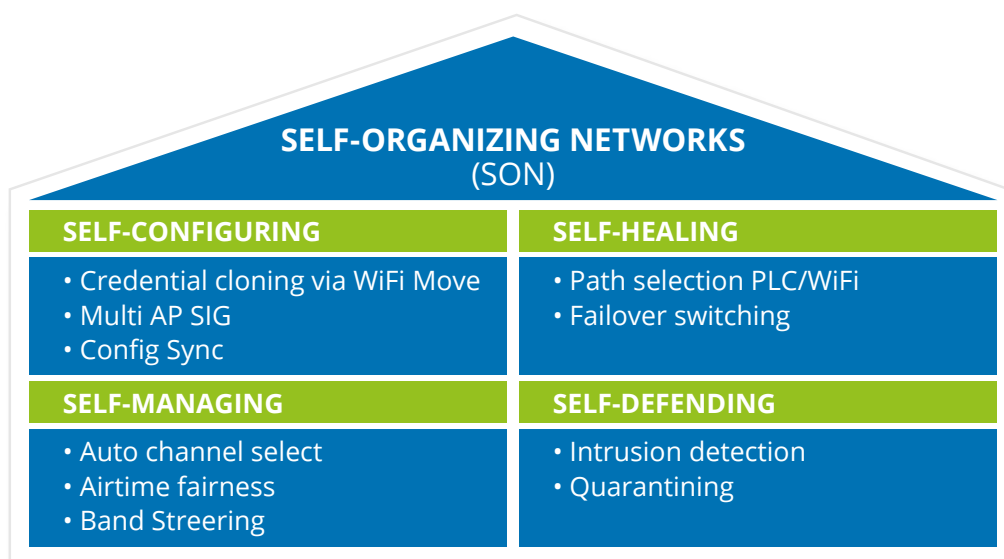 SELF-ORGANIZING NETWORKS
(SON)
SELF-CONFIGURING
• Credential cloning via WiFi Move
• Multi AP SIG
• Config Sync
SELF-HEALING
• Path selection PLC/WiFi
• Failover switching
SELF-MANAGING
• Auto channel select
• Airtime fairness
• Band Streering
SELF-DEFENDING
• Intrusion detection
• Quarantining